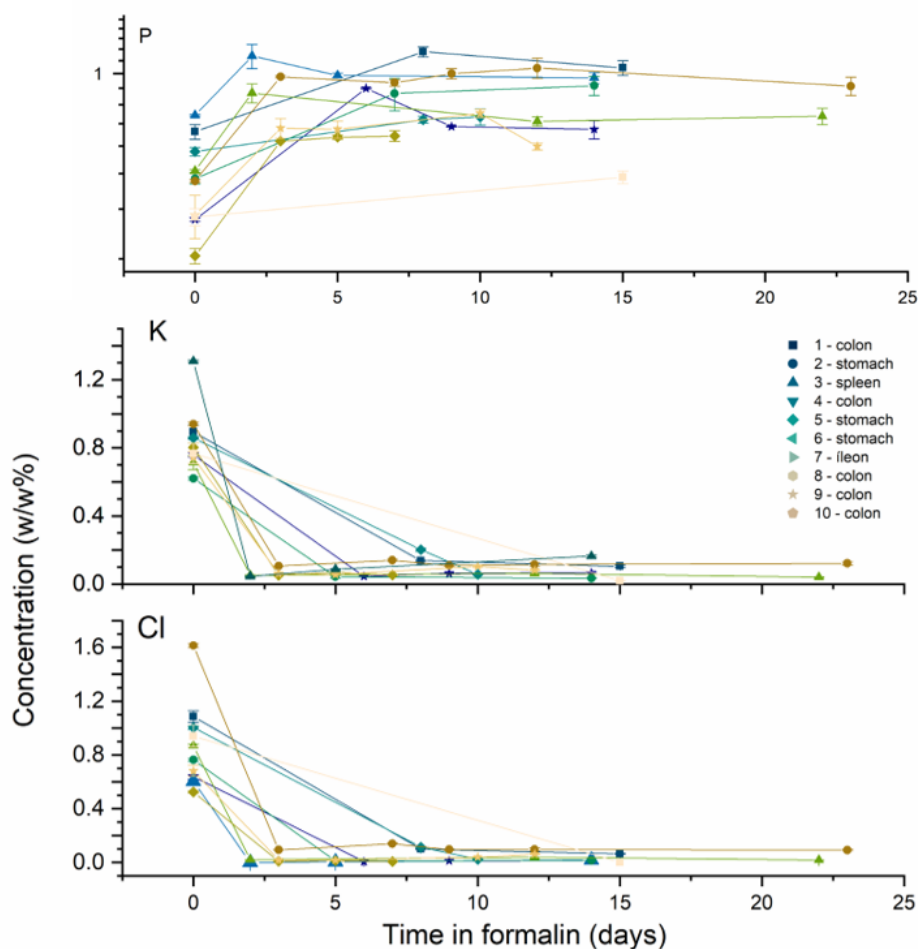 P
1
0
5
10
15
20
25
K
1.2
0.8
0.4
0.0
1 - colon
2 - stomach
3 - spleen
4 - colon
5 - stomach
6 - stomach
7 - íleon
8 - colon
9 - colon
10 - colon
Concentration (w/w%)
Cl
1.6
1.2
0.8
0.4
0.0
0
5
10
15
20
25
Time in formalin (days)